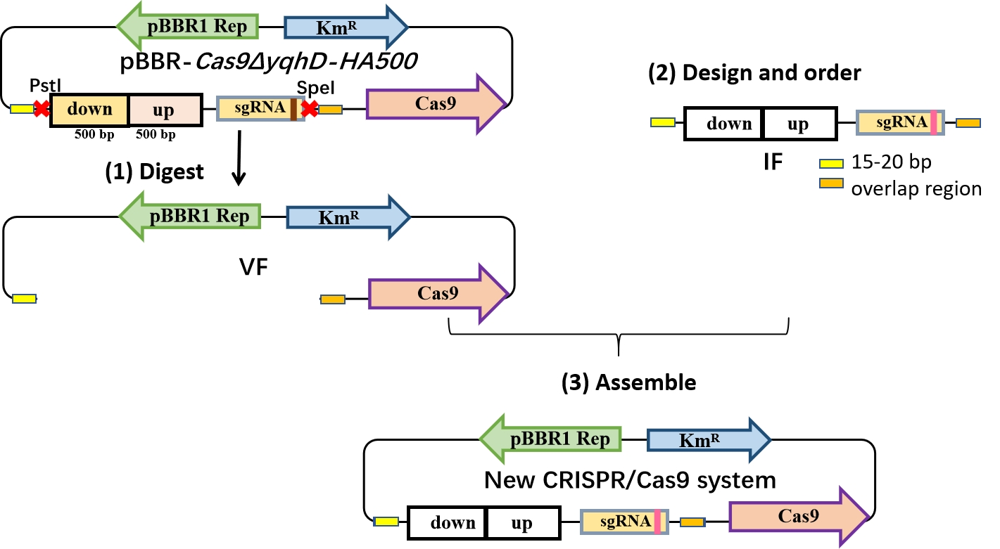 pBBR1 Rep
Kmᴿ
pBBR-Cas9ΔyqhD-HA500
PstI
SpeI
down
up
sgRNA
Cas9
500 bp
500 bp
(1) Digest
pBBR1 Rep
Kmᴿ
VF
Cas9
(2) Design and order
down
up
sgRNA
IF
15-20 bp
overlap region
(3) Assemble
pBBR1 Rep
Kmᴿ
New CRISPR/Cas9 system
down
up
sgRNA
Cas9